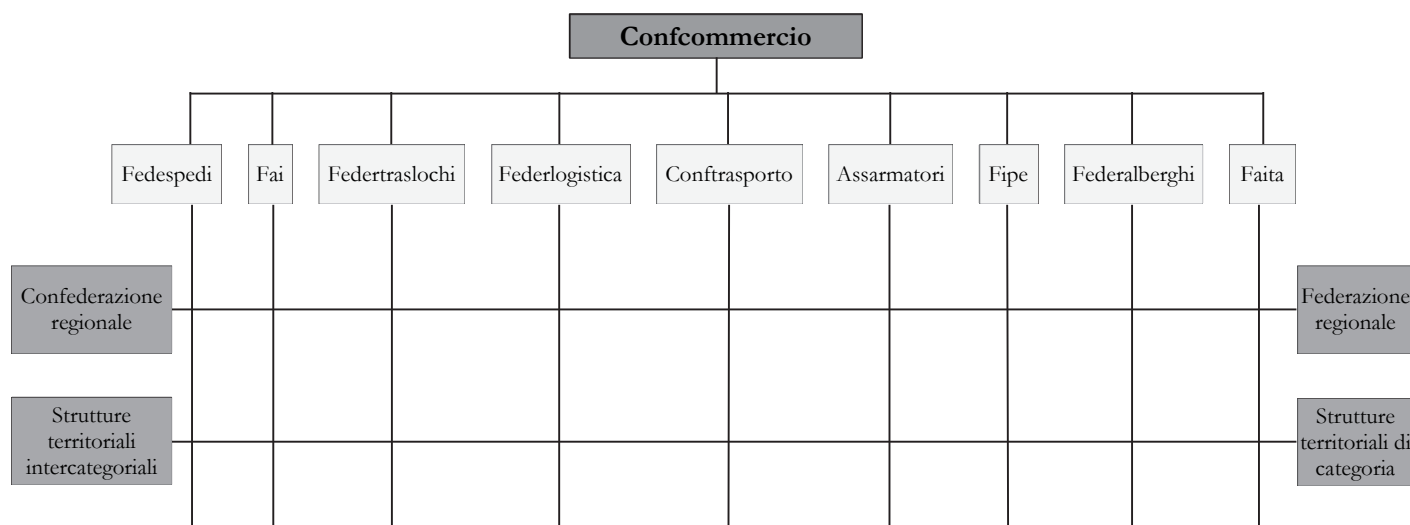 Confcommercio
Fedespedi
Fai
Federtraslochi
Federlogistica
Conftrasporto
Assarmatori
Fipe
Federalberghi
Faita
Confederazione
regionale
Federazione
regionale
Strutture
territoriali
intercategoriali
Strutture
territoriali di
categoria